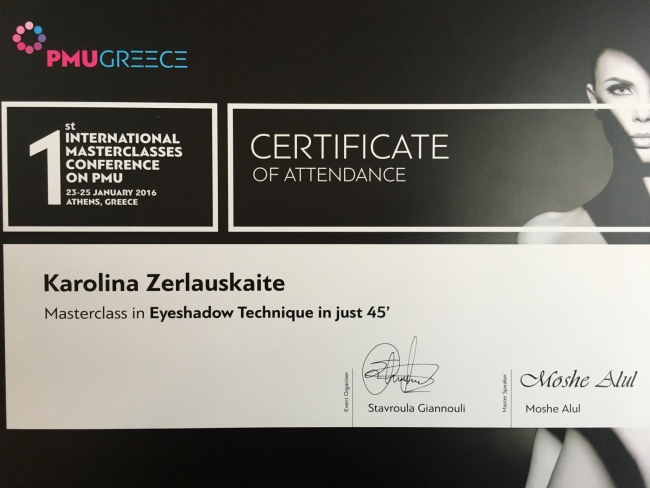 PMUGREECE
1st INTERNATIONAL
MASTERCLASSES
CONFERENCE
ON PMU
23-25 JANUARY 2016
ATHENS, GREECE
CERTIFICATE
OF ATTENDANCE
Karolina Zerlauskaite
Masterclass in Eyeshadow Technique in just 45'
Event Organiser
Stavroula Giannouli
Master Speaker
Moshe Alul
Moshe Alul